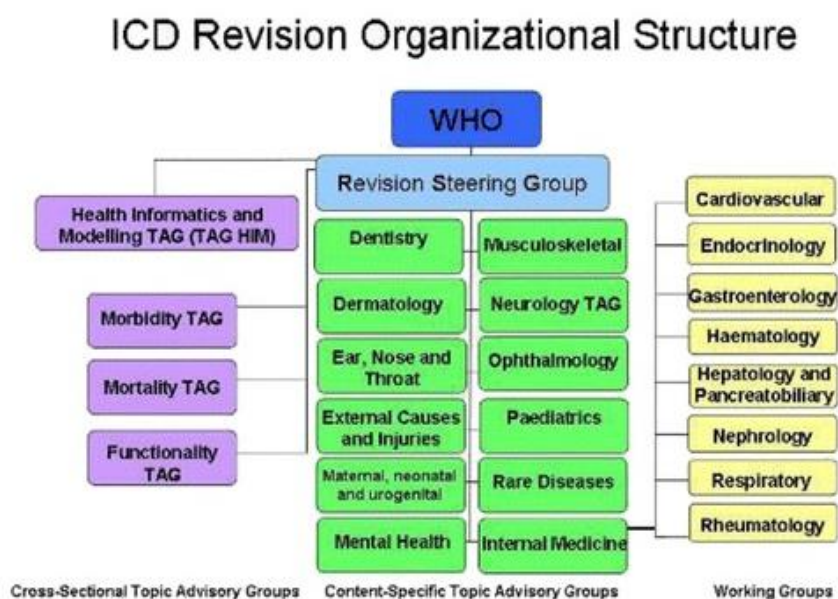 ICD Revision Organizational Structure
WHO
Revision Steering Group
Health Informatics and
Modelling TAG (TAG HIM)
Morbidity TAG
Mortality TAG
Functionality
TAG
Dentistry
Dermatology
Ear, Nose and
Throat
External Causes
and Injuries
Maternal, neonatal
and urogenital
Mental Health
Musculoskeletal
Neurology TAG
Ophthalmology
Paediatrics
Rare Diseases
Internal Medicine
Cardiovascular
Endocrinology
Gastroenterology
Haematology
Hepatology and
Pancreatobiliary
Nephrology
Respiratory
Rheumatology
Cross-Sectional Topic Advisory Groups
Content-Specific Topic Advisory Groups
Working Groups